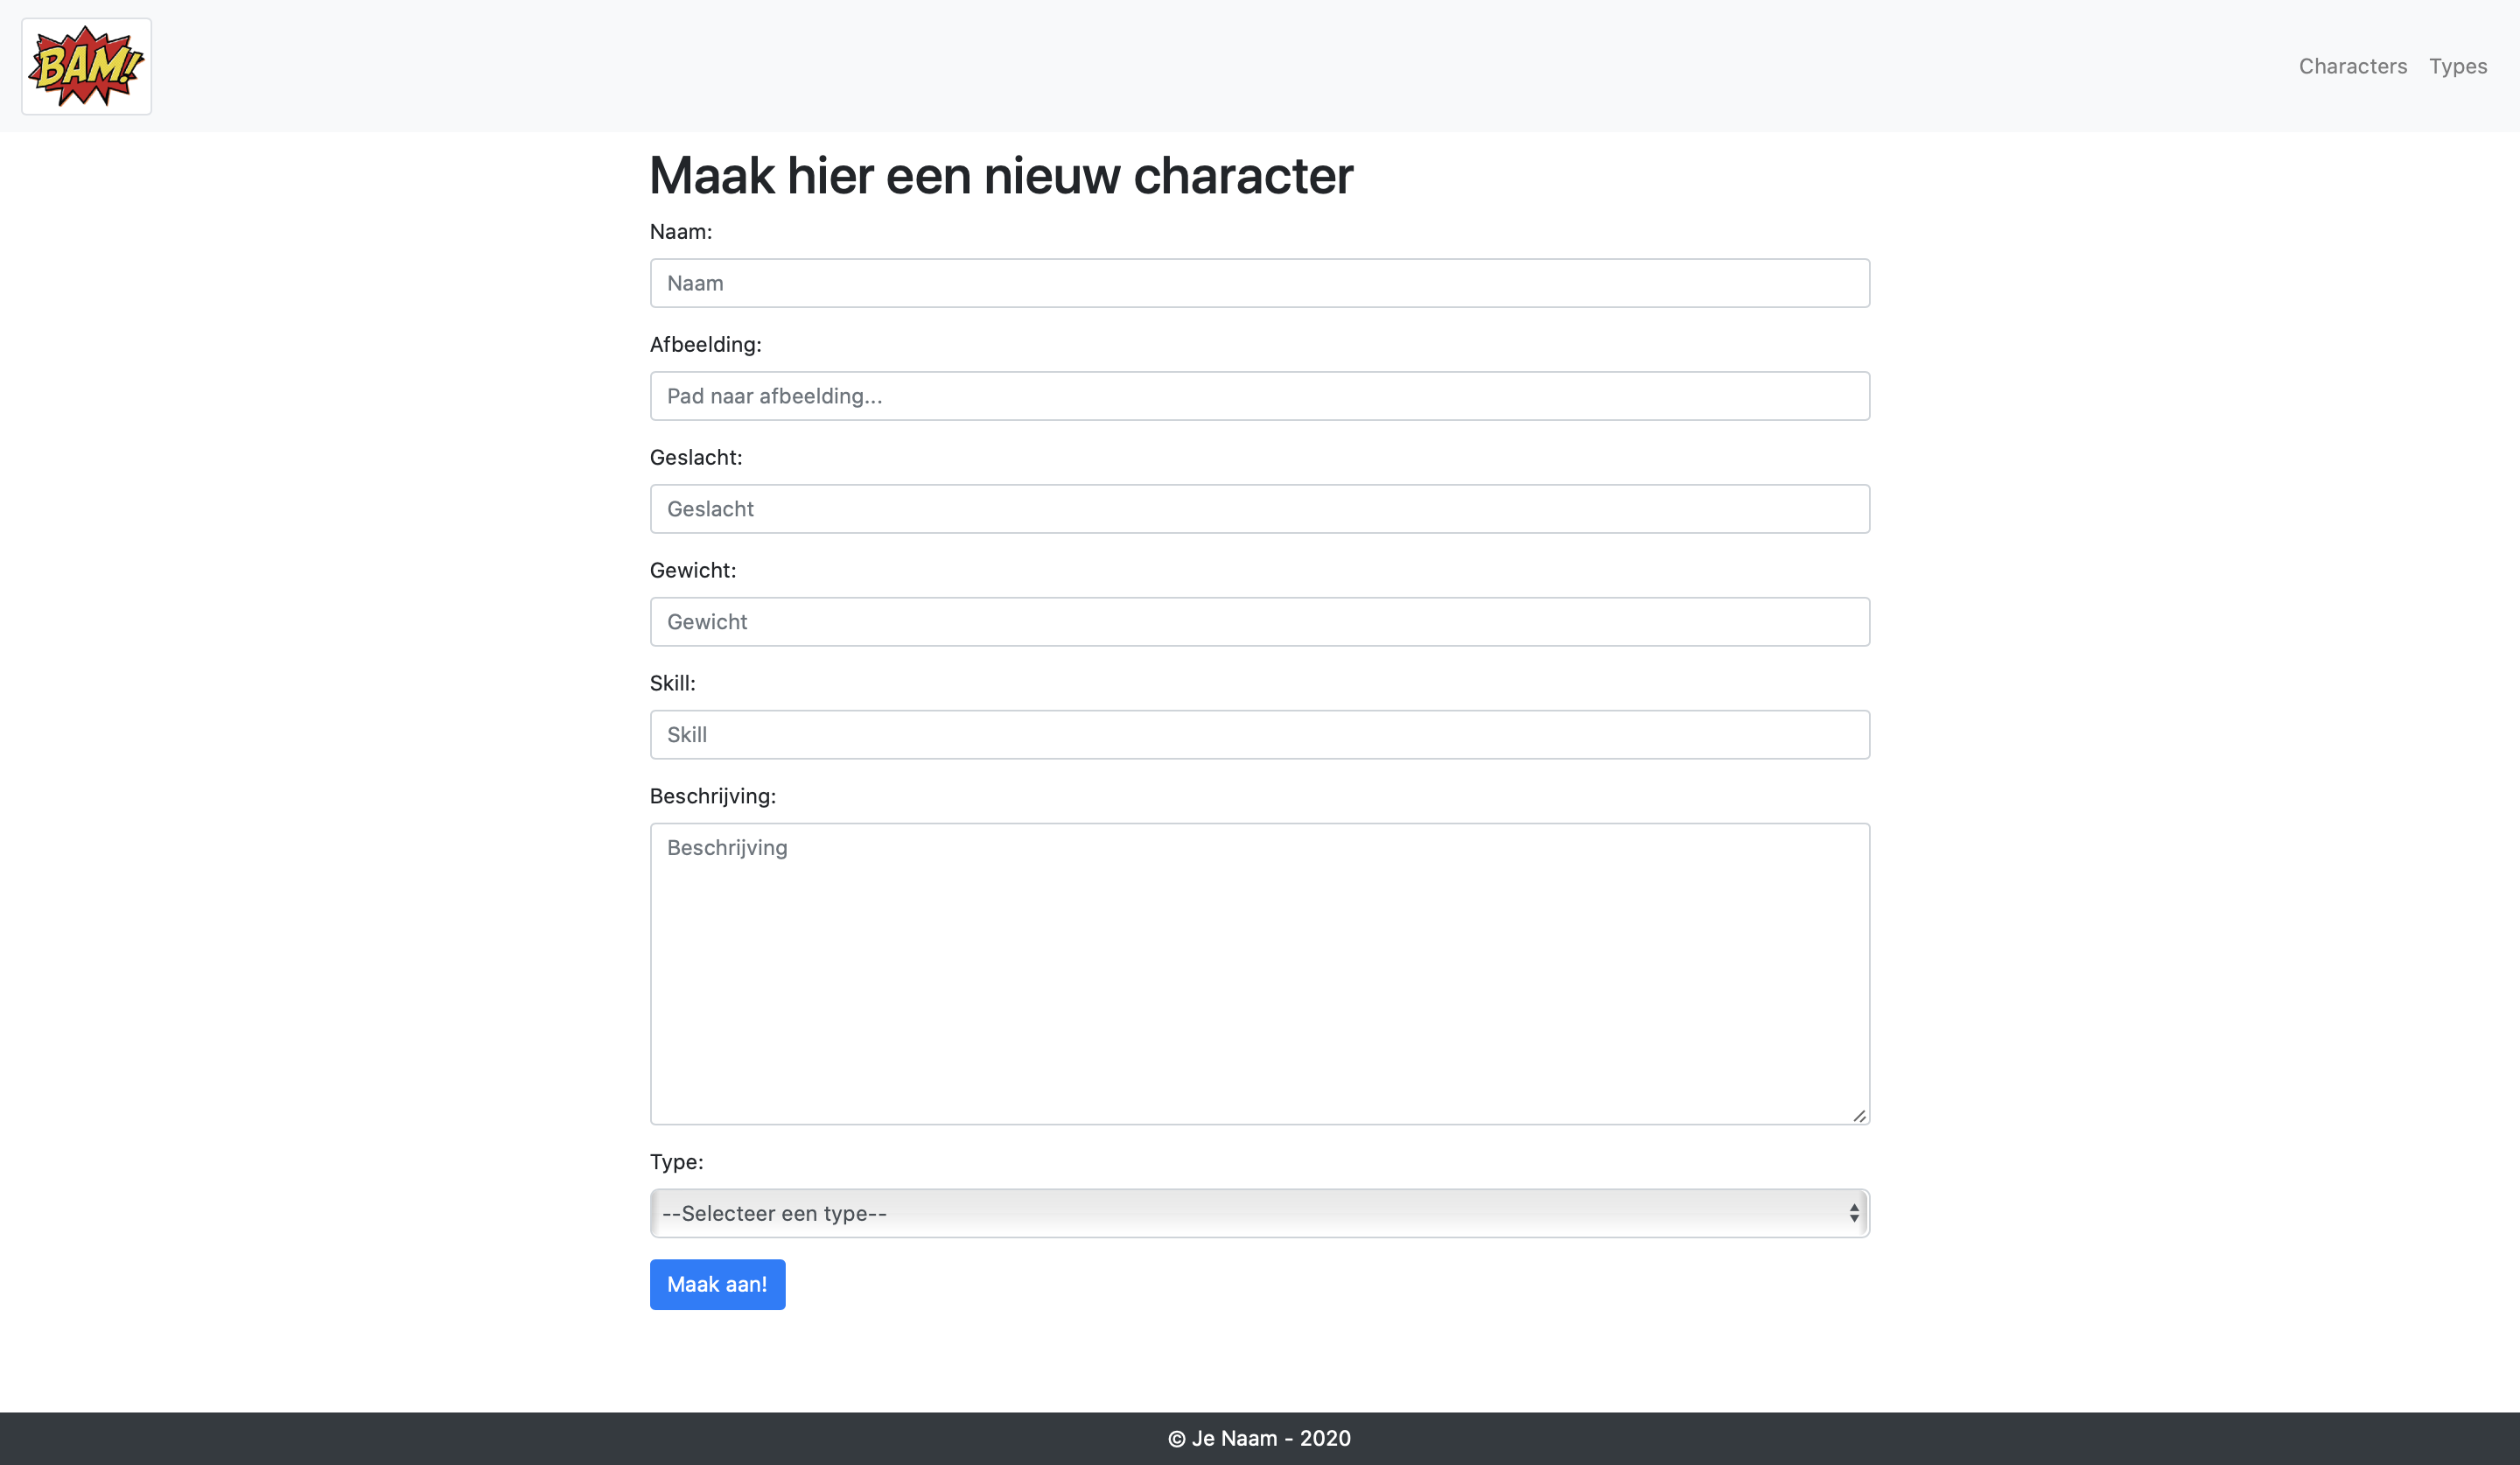 BAM!
Characters Types
Maak hier een nieuw character
Naam:
Naam
Afbeelding:
Pad naar afbeelding...
Geslacht:
Geslacht
Gewicht:
Gewicht
Skill:
Skill
Beschrijving:
Beschrijving
Type:
--Selecteer een type--
Maak aan!
© Je Naam - 2020